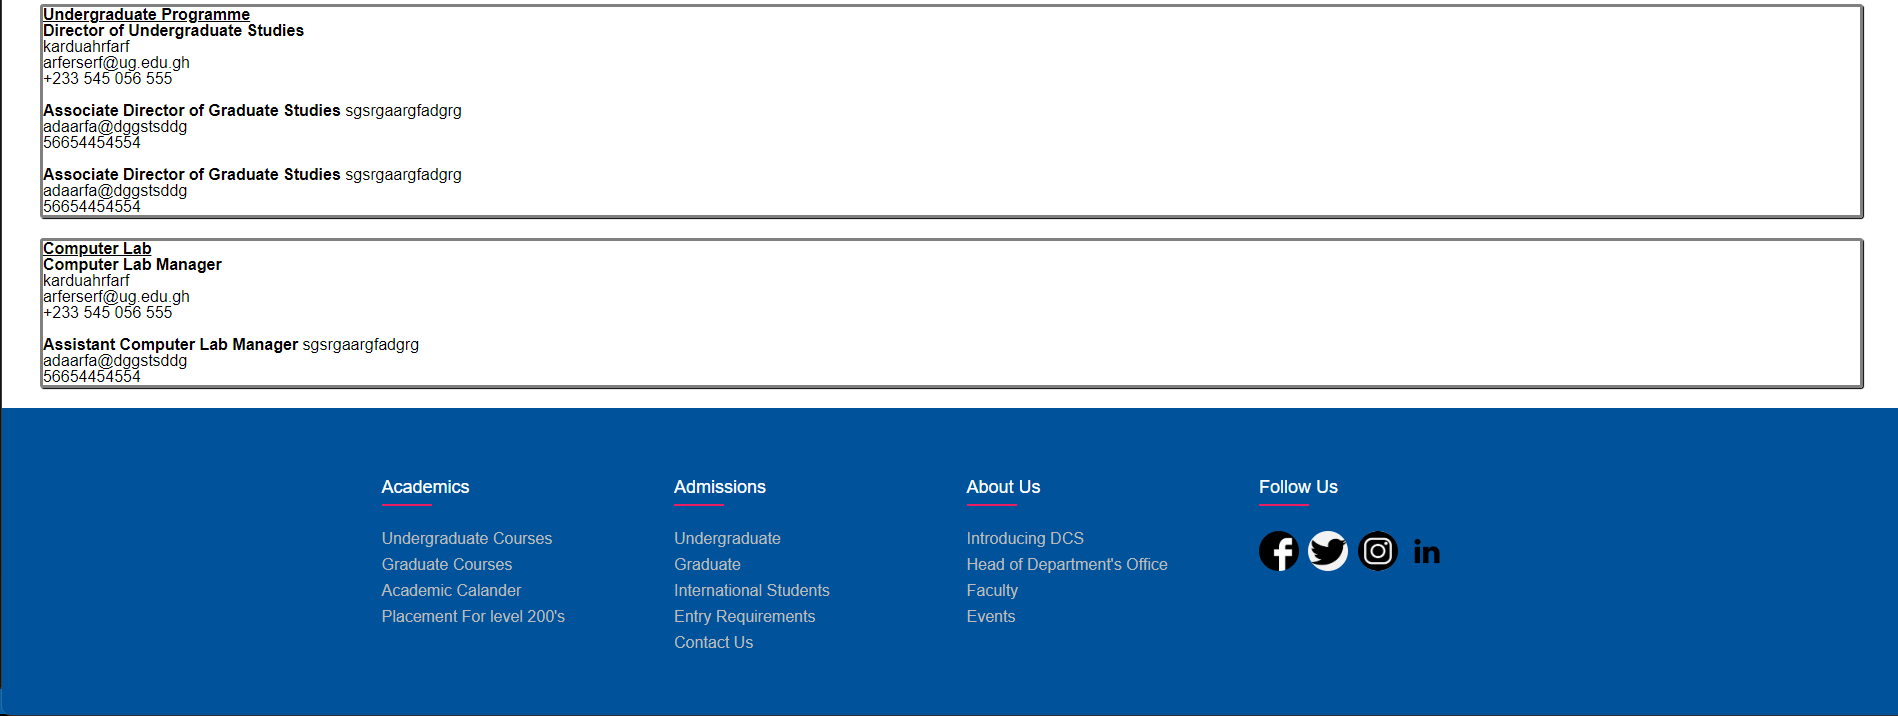 Undergraduate Programme
Director of Undergraduate Studies
karduahrfarf
arferserf@ug.edu.gh
+233 545 056 555
Associate Director of Graduate Studies sgsrgaargfadgrg
adaarfa@dggstsddg
56654454554
Associate Director of Graduate Studies sgsrgaargfadgrg
adaarfa@dggstsddg
56654454554
Computer Lab
Computer Lab Manager
karduahrfarf
arferserf@ug.edu.gh
+233 545 056 555
Assistant Computer Lab Manager sgsrgaargfadgrg
adaarfa@dggstsddg
56654454554
Academics
Undergraduate Courses
Graduate Courses
Academic Calander
Placement For level 200's
Admissions
Undergraduate
Graduate
International Students
Entry Requirements
Contact Us
About Us
Introducing DCS
Head of Department's Office
Faculty
Events
Follow Us
in